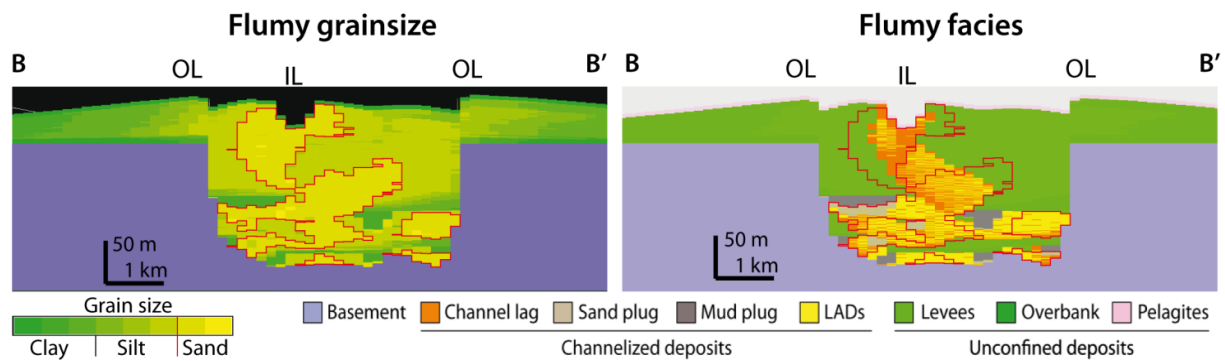 Flumy grainsize
Flumy facies
B OL IL OL B'
B OL IL OL B'
50 m
1 km
50 m
1 km
Grain size
Clay Silt Sand
Basement Channel lag Sand plug Mud plug LADs Levees Overbank Pelagites
Channelized deposits Unconfined deposits